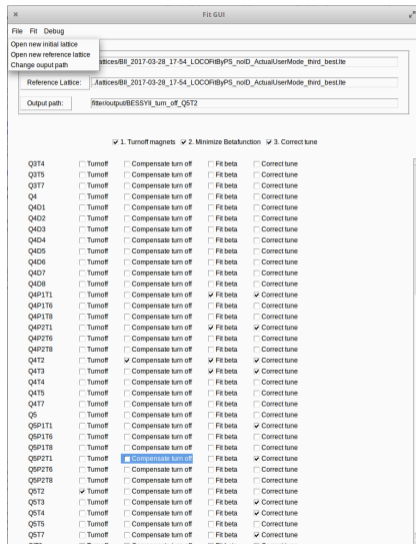 Fit GUI
File Fit Debug
Open new initial lattice
Open new reference lattice
Change ouput path
./lattices/BII_2017-03-28_17-54_LOCOFitByPS_noID_ActualUserMode_third_best.lte
Reference Lattice: ./lattices/BII_2017-03-28_17-54_LOCOFitByPS_noID_ActualUserMode_third_best.lte
Output path: fitter/output/BESSYII_turn_off_Q5T2
1. Turnoff magnets 2. Minimize Betafunction 3. Correct tune
Q3T4 Turnoff Compensate turn off Fit beta Correct tune
Q3T5 Turnoff Compensate turn off Fit beta Correct tune
Q3T7 Turnoff Compensate turn off Fit beta Correct tune
Q4 Turnoff Compensate turn off Fit beta Correct tune
Q4D1 Turnoff Compensate turn off Fit beta Correct tune
Q4D2 Turnoff Compensate turn off Fit beta Correct tune
Q4D3 Turnoff Compensate turn off Fit beta Correct tune
Q4D4 Turnoff Compensate turn off Fit beta Correct tune
Q4D5 Turnoff Compensate turn off Fit beta Correct tune
Q4D6 Turnoff Compensate turn off Fit beta Correct tune
Q4D7 Turnoff Compensate turn off Fit beta Correct tune
Q4D8 Turnoff Compensate turn off Fit beta Correct tune
Q4P1T1 Turnoff Compensate turn off Fit beta Correct tune
Q4P1T6 Turnoff Compensate turn off Fit beta Correct tune
Q4P1T8 Turnoff Compensate turn off Fit beta Correct tune
Q4P2T1 Turnoff Compensate turn off Fit beta Correct tune
Q4P2T6 Turnoff Compensate turn off Fit beta Correct tune
Q4P2T8 Turnoff Compensate turn off Fit beta Correct tune
Q4T2 Turnoff Compensate turn off Fit beta Correct tune
Q4T3 Turnoff Compensate turn off Fit beta Correct tune
Q4T4 Turnoff Compensate turn off Fit beta Correct tune
Q4T5 Turnoff Compensate turn off Fit beta Correct tune
Q4T7 Turnoff Compensate turn off Fit beta Correct tune
Q5 Turnoff Compensate turn off Fit beta Correct tune
Q5P1T1 Turnoff Compensate turn off Fit beta Correct tune
Q5P1T6 Turnoff Compensate turn off Fit beta Correct tune
Q5P1T8 Turnoff Compensate turn off Fit beta Correct tune
Q5P2T1 Turnoff Compensate turn off Fit beta Correct tune
Q5P2T6 Turnoff Compensate turn off Fit beta Correct tune
Q5P2T8 Turnoff Compensate turn off Fit beta Correct tune
Q5T2 Turnoff Compensate turn off Fit beta Correct tune
Q5T3 Turnoff Compensate turn off Fit beta Correct tune
Q5T4 Turnoff Compensate turn off Fit beta Correct tune
Q5T5 Turnoff Compensate turn off Fit beta Correct tune
Q5T7 Turnoff Compensate turn off Fit beta Correct tune